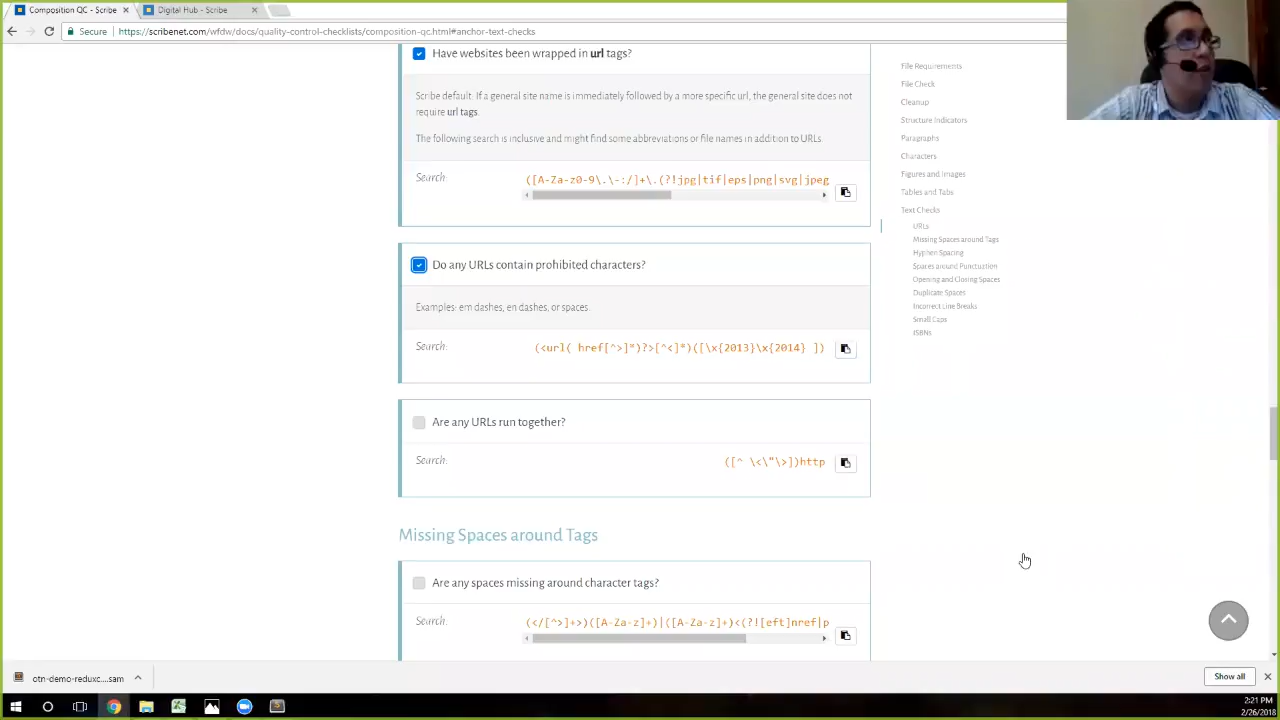 Composition QC - Scribe
Digital Hub - Scribe
Secure
https://scribenet.com/wfdw/docs/quality-control-checklists/composition-qc.html#anchor-text-checks
Have websites been wrapped in url tags?
Scribe default: If a general site name is immediately followed by a more specific url, the general site does not
require url tags.
The following search is inclusive and might find some abbreviations or file names in addition to URLs.
Search:
([A-Za-z0-9\.\-:/]+\.(?!jpg|tif|eps|png|svg|jpeg
Do any URLs contain prohibited characters?
Examples: em dashes, en dashes, or spaces.
Search:
(<url( href[^>]*)?>[^<]*)([\x{2013}\x{2014} ])
Are any URLs run together?
Search:
([^ \<\"\>])http
Missing Spaces around Tags
Are any spaces missing around character tags?
Search:
(</[^>]+>)([A-Za-z]+)|([A-Za-z]+)<(?![eft]nref|p
File Requirements
File Check
Cleanup
Structure Indicators
Paragraphs
Characters
Figures and Images
Tables and Tabs
Text Checks
URLs
Missing Spaces around Tags
Hyphen Spacing
Spaces around Punctuation
Opening and Closing Spaces
Duplicate Spaces
Incorrect Line Breaks
Small Caps
ISBNs
otn-demo-reduxc....sam
Show all
2:21 PM
2/26/2018